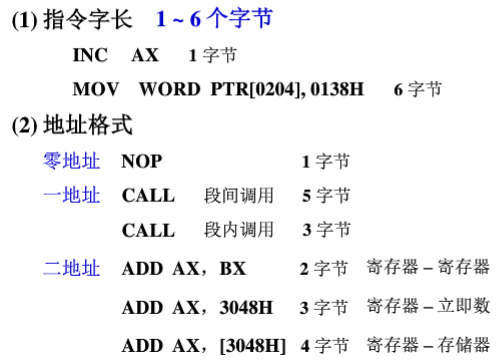 (1) 指令字长 1 ~ 6 个字节
INC AX 1 字节
MOV WORD PTR[0204], 0138H 6 字节
(2) 地址格式
零地址 NOP 1 字节
一地址 CALL 段间调用 5 字节
CALL 段内调用 3 字节
二地址 ADD AX，BX 2 字节 寄存器 – 寄存器
ADD AX，3048H 3 字节 寄存器 – 立即数
ADD AX，[3048H] 4 字节 寄存器 – 存储器